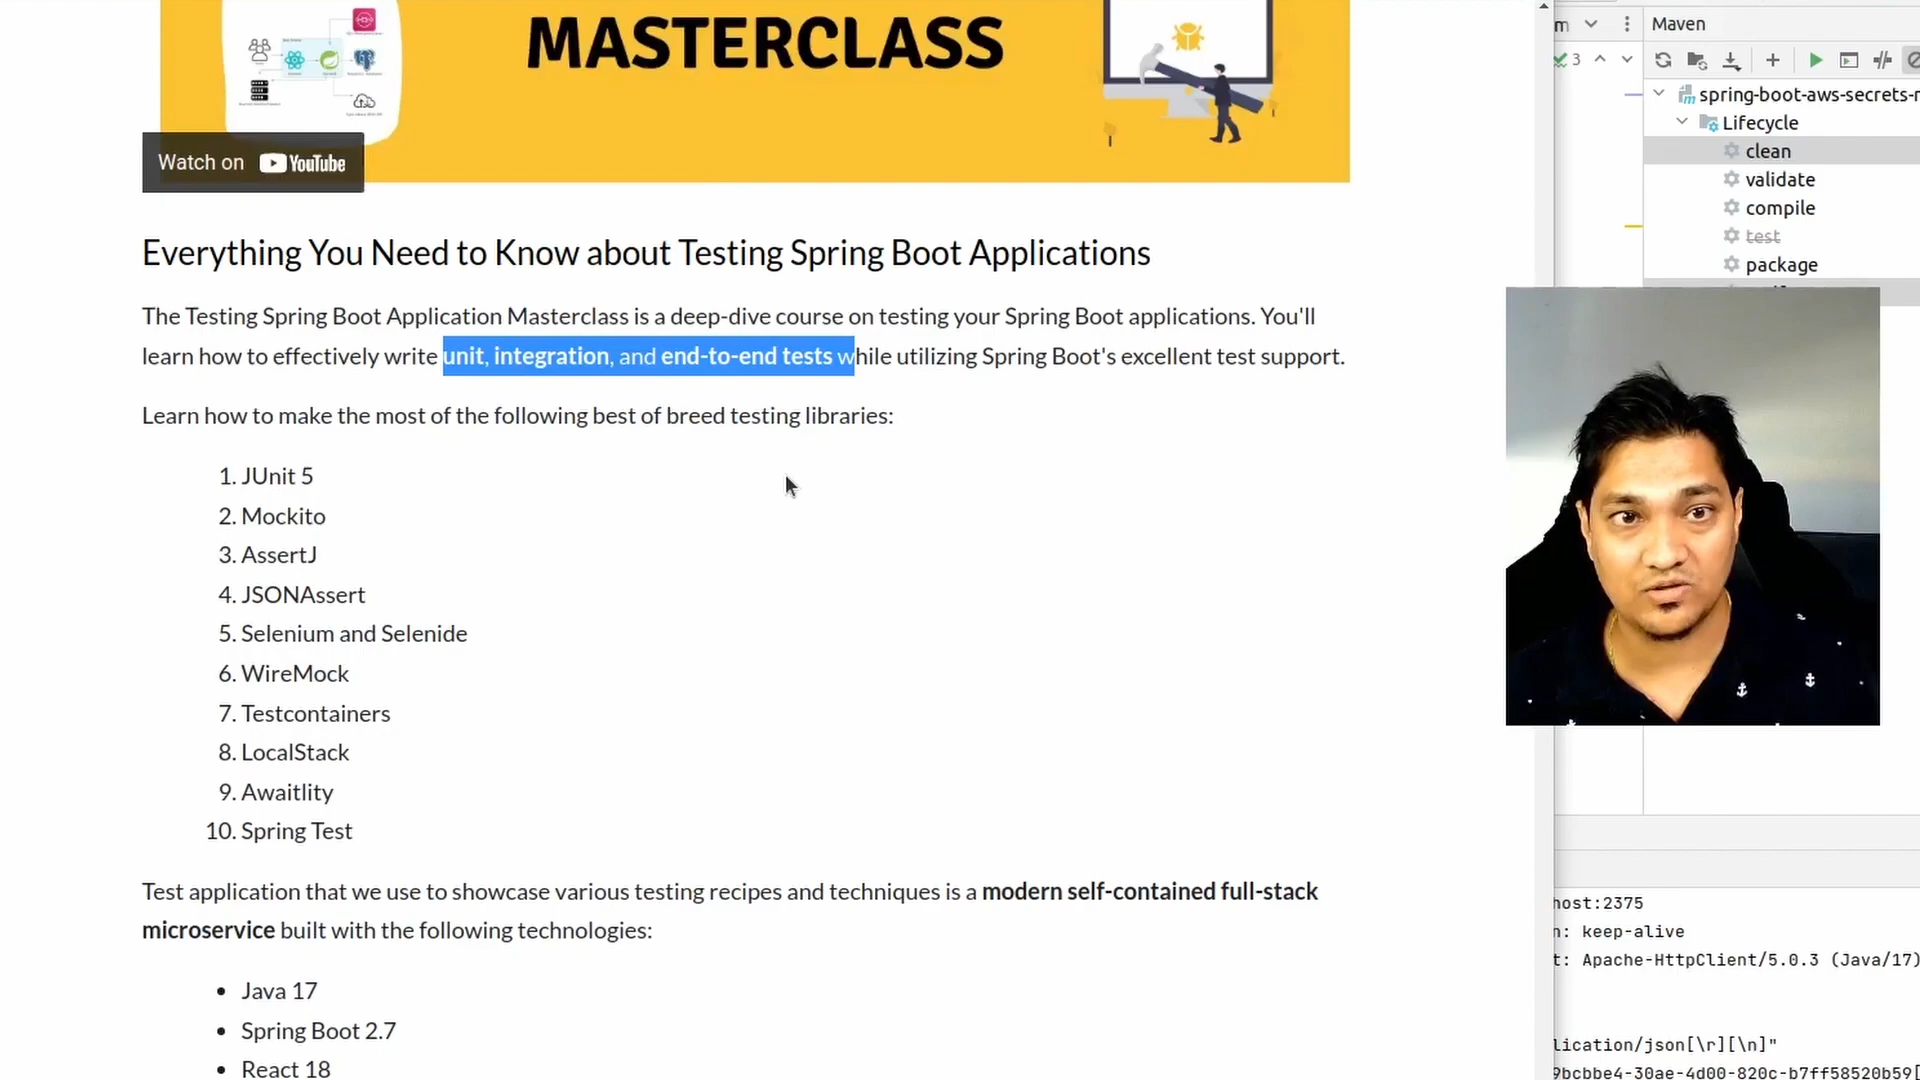 MASTERCLASS
Watch on YouTube
Everything You Need to Know about Testing Spring Boot Applications
The Testing Spring Boot Application Masterclass is a deep-dive course on testing your Spring Boot applications. You'll
learn how to effectively write unit, integration, and end-to-end tests while utilizing Spring Boot's excellent test support.
Learn how to make the most of the following best of breed testing libraries:
1. JUnit 5
2. Mockito
3. AssertJ
4. JSONAssert
5. Selenium and Selenide
6. WireMock
7. Testcontainers
8. LocalStack
9. Awaitlity
10. Spring Test
Test application that we use to showcase various testing recipes and techniques is a modern self-contained full-stack
microservice built with the following technologies:
• Java 17
• Spring Boot 2.7
• React 18
m
Maven
3
spring-boot-aws-secrets-
Lifecycle
clean
validate
compile
test
package
host:2375
n: keep-alive
t: Apache-HttpClient/5.0.3 (Java/17)
lication/json[\r][\n]"
9bcbbe4-30ae-4d00-820c-b7ff58520b59[